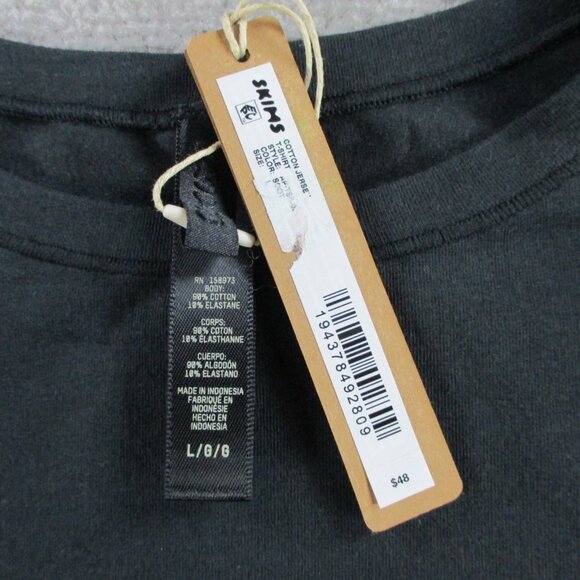 SKIMS
COTTON JERSEY
T-SHIRT
STYLE:
COLOR: SOOT
SIZE:
194378492809
$48
RN 158973
BODY:
90% COTTON
10% ELASTANE
CORPS:
90% COTON
10% ÉLASTHANNE
CUERPO:
90% ALGODÓN
10% ELASTANO
MADE IN INDONESIA
FABRIQUÉ EN
INDONÉSIE
HECHO EN
INDONESIA
L/G/G